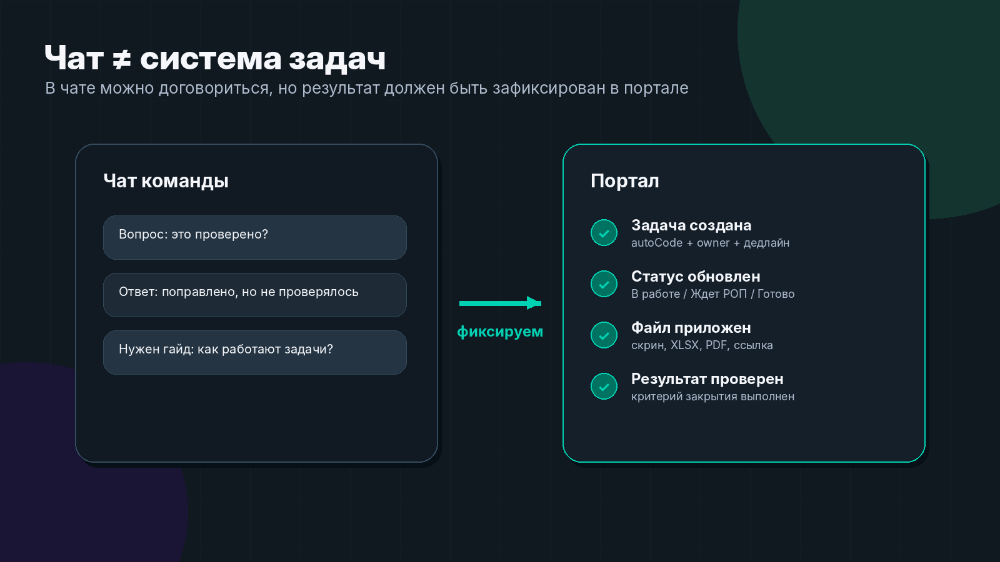 Чат ≠ система задач
В чате можно договориться, но результат должен быть зафиксирован в портале
Чат команды
Вопрос: это проверено?
Ответ: поправлено, но не проверялось
Нужен гайд: как работают задачи?
фиксируем
Портал
Задача создана
autoCode + owner + дедлайн
Статус обновлен
В работе / Ждет РОП / Готово
Файл приложен
скрин, XLSX, PDF, ссылка
Результат проверен
критерий закрытия выполнен